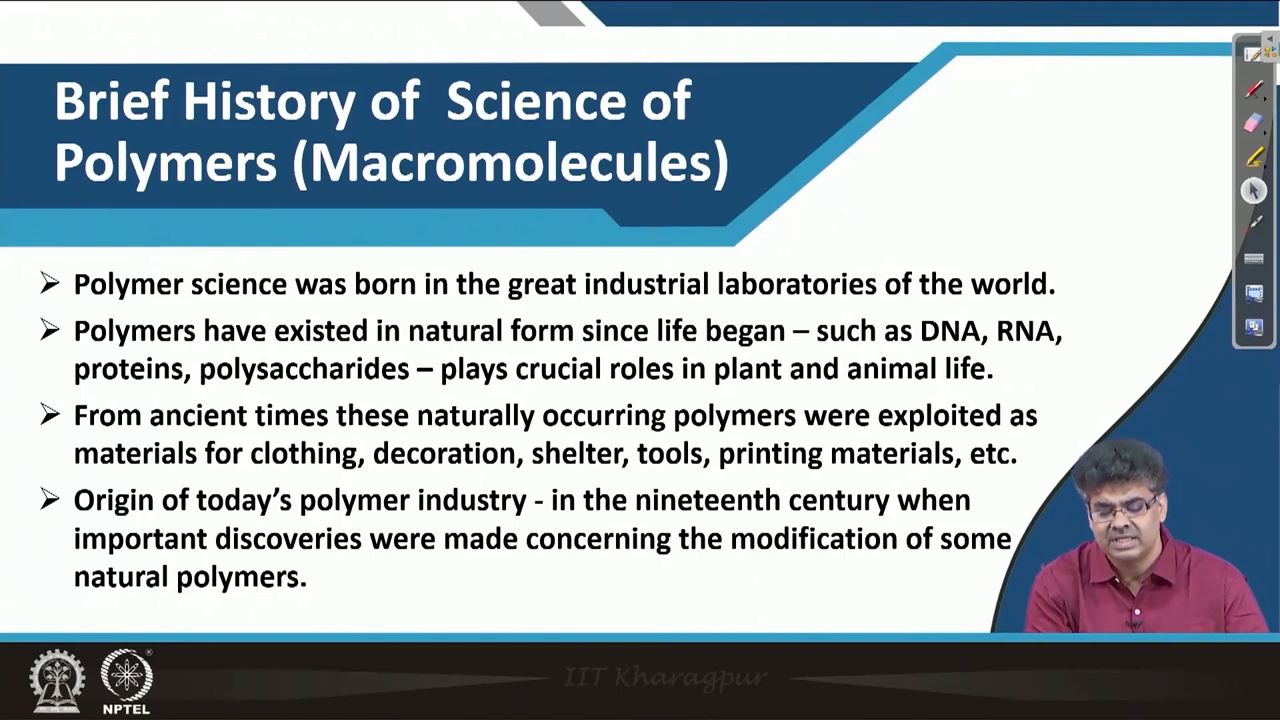 Brief History of Science of
Polymers (Macromolecules)
Polymer science was born in the great industrial laboratories of the world.
Polymers have existed in natural form since life began – such as DNA, RNA,
proteins, polysaccharides – plays crucial roles in plant and animal life.
From ancient times these naturally occurring polymers were exploited as
materials for clothing, decoration, shelter, tools, printing materials, etc.
Origin of today's polymer industry - in the nineteenth century when
important discoveries were made concerning the modification of some
natural polymers.
IIT Kharagpur
NPTEL